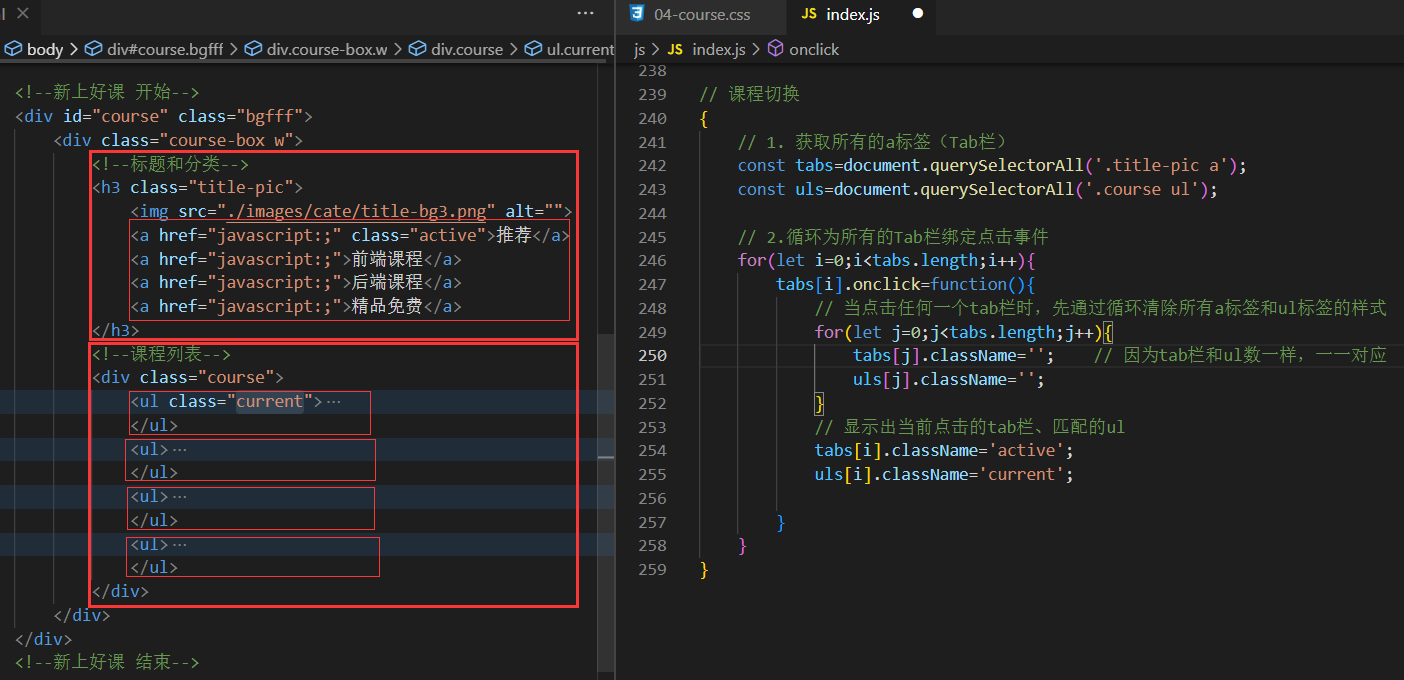 body > div#course.bgfff > div.course-box.w > div.course > ul.current
<!--新上好课 开始-->
<div id="course" class="bgfff">
<div class="course-box w">
<!--标题和分类-->
<h3 class="title-pic">
<img src="./images/cate/title-bg3.png" alt="">
<a href="javascript:;" class="active">推荐</a>
<a href="javascript:;">前端课程</a>
<a href="javascript:;">后端课程</a>
<a href="javascript:;">精品免费</a>
</h3>
<!--课程列表-->
<div class="course">
<ul class="current">…
</ul>
<ul>…
</ul>
<ul>…
</ul>
<ul>…
</ul>
</div>
</div>
</div>
<!--新上好课 结束-->
04-course.css
JS index.js
js > JS index.js > onclick
238
239 // 课程切换
240 {
241 // 1. 获取所有的a标签（Tab栏）
242 const tabs=document.querySelectorAll('.title-pic a');
243 const uls=document.querySelectorAll('.course ul');
244
245 // 2.循环为所有的Tab栏绑定点击事件
246 for(let i=0;i<tabs.length;i++){
247 tabs[i].onclick=function(){
248 // 当点击任何一个tab栏时，先通过循环清除所有a标签和ul标签的样式
249 for(let j=0;j<tabs.length;j++){
250 tabs[j].className=''; // 因为tab栏和ul数一样，一一对应
251 uls[j].className='';
252 }
253 // 显示出当前点击的tab栏、匹配的ul
254 tabs[i].className='active';
255 uls[i].className='current';
256
257 }
258 }
259 }